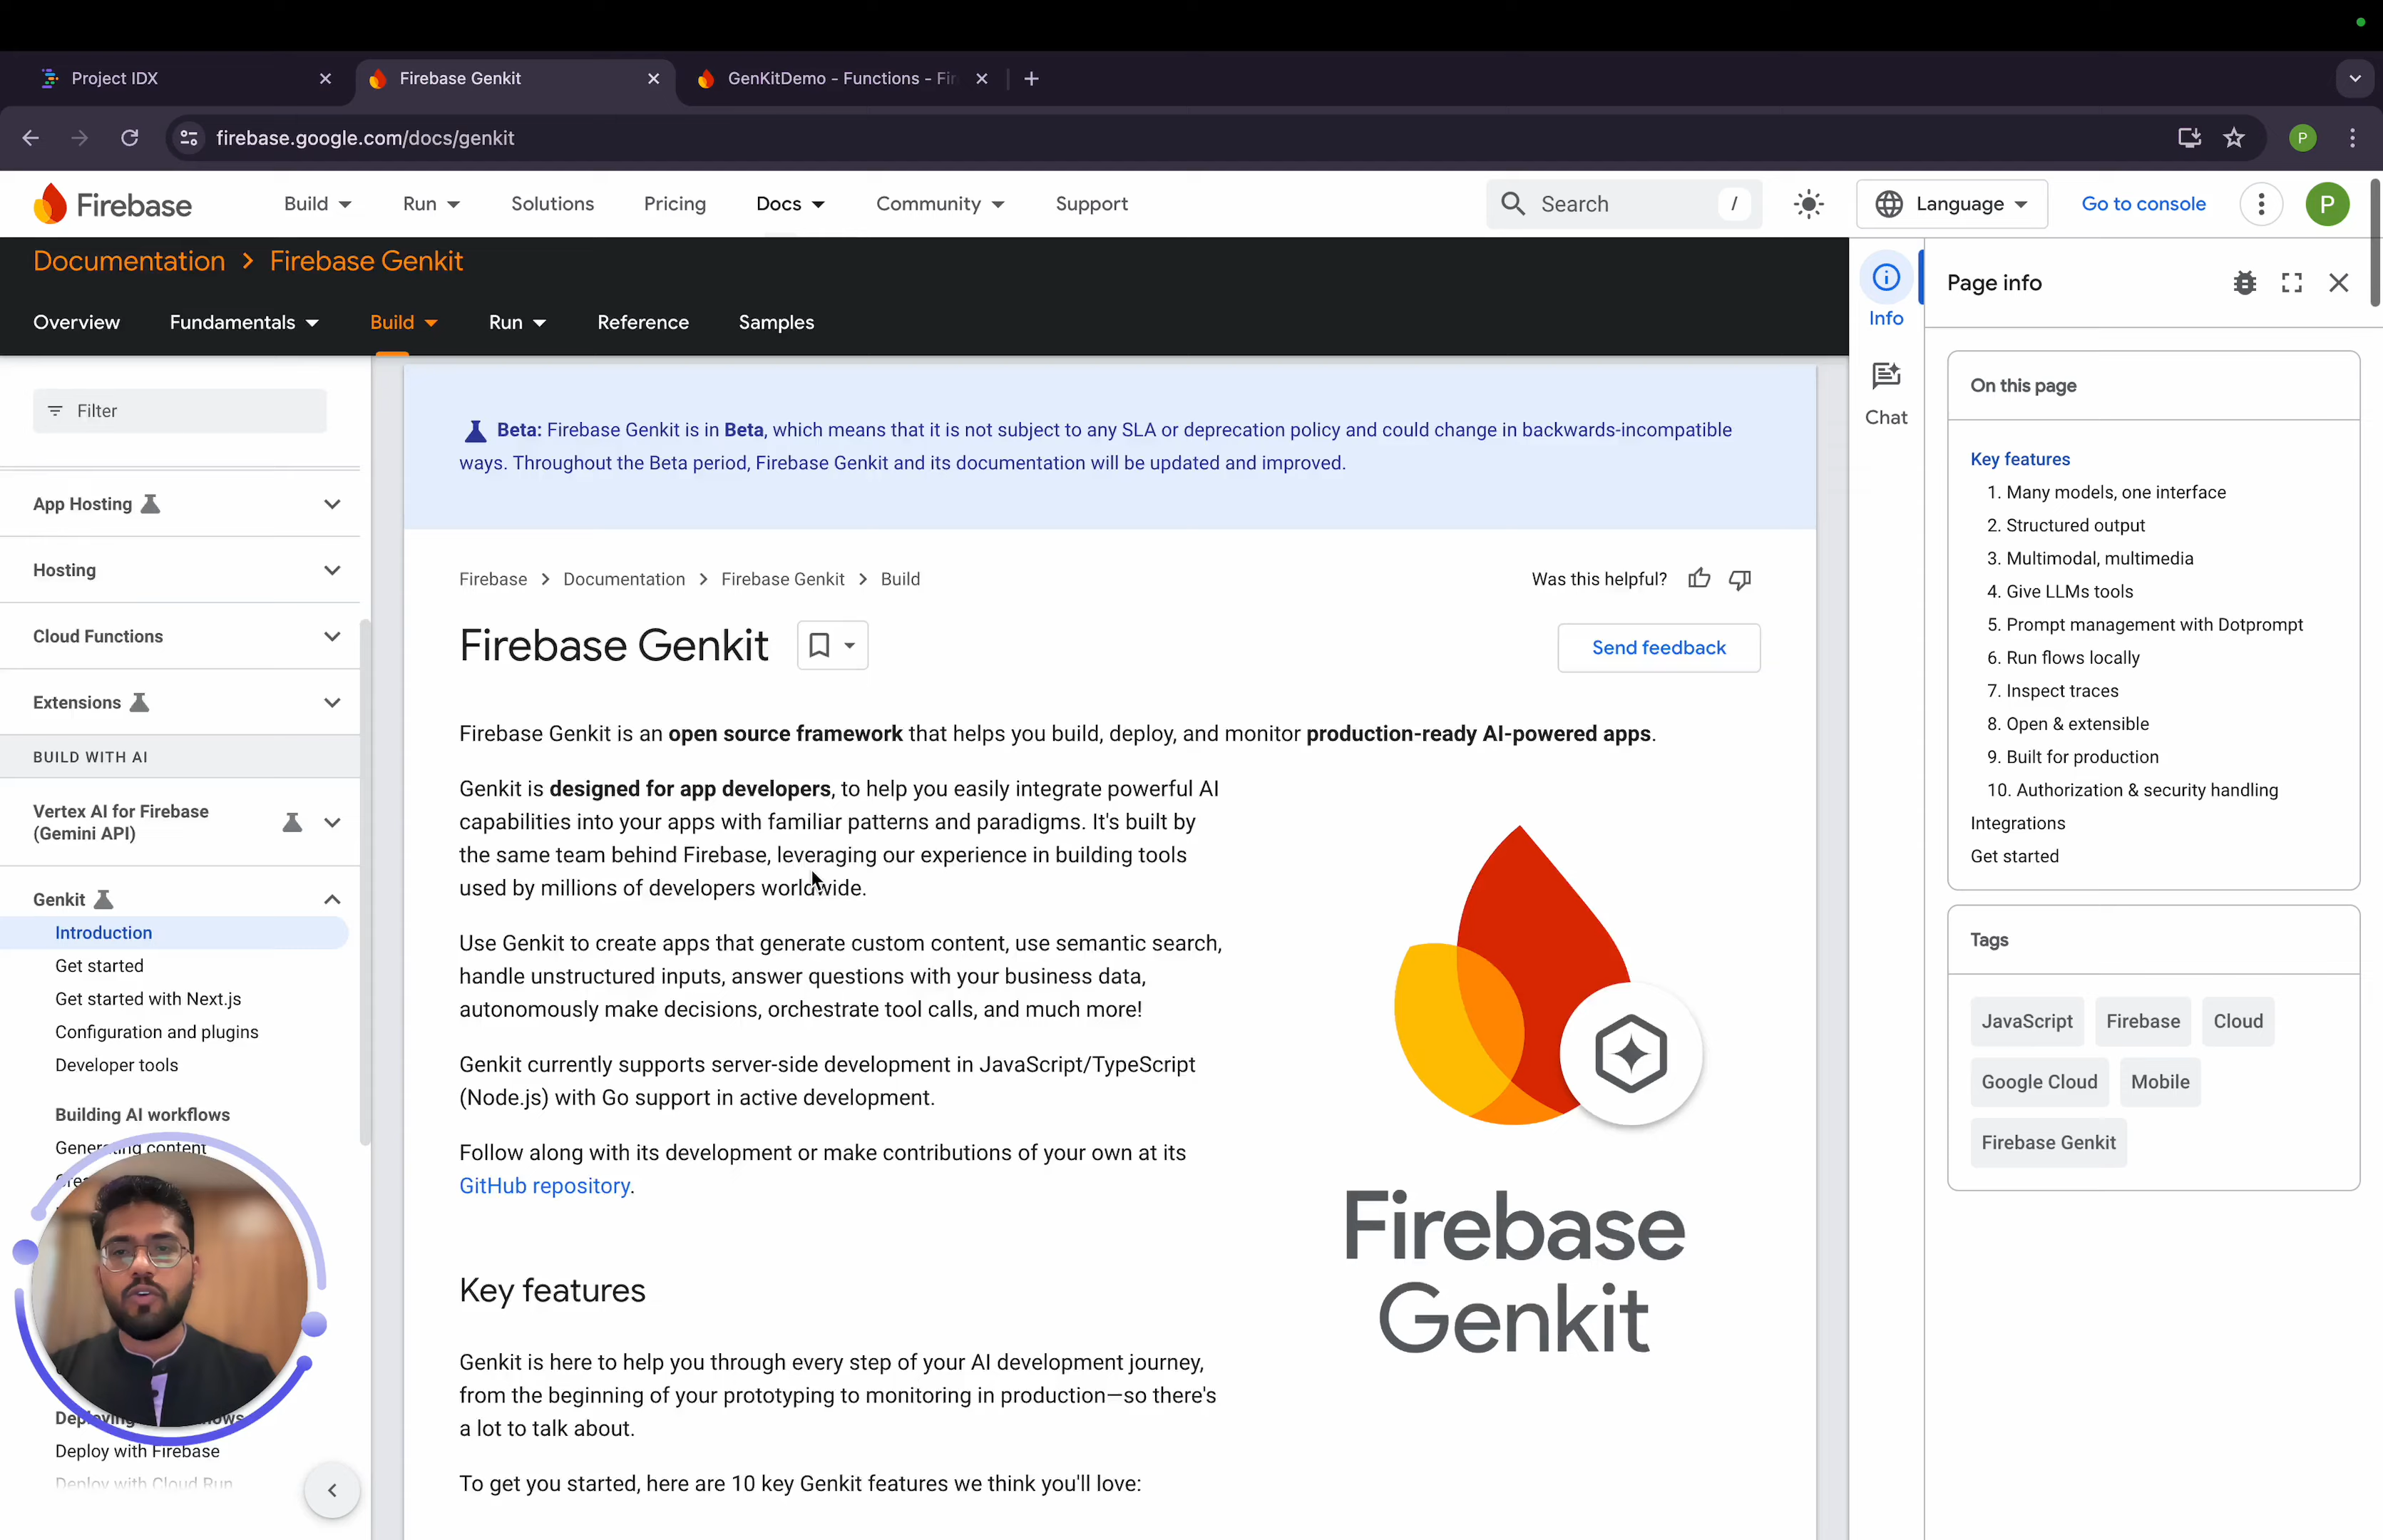 Project IDX
Firebase Genkit
GenKitDemo - Functions - Fir
firebase.google.com/docs/genkit
P
Firebase
Build
Run
Solutions
Pricing
Docs
Community
Support
Search
/
Language
Go to console
P
Documentation > Firebase Genkit
Overview
Fundamentals
Build
Run
Reference
Samples
Filter
App Hosting
Hosting
Cloud Functions
Extensions
BUILD WITH AI
Vertex AI for Firebase
(Gemini API)
Genkit
Introduction
Get started
Get started with Next.js
Configuration and plugins
Developer tools
Building AI workflows
Generating content
Deploy with Firebase
Deploy with Cloud Run
Beta: Firebase Genkit is in Beta, which means that it is not subject to any SLA or deprecation policy and could change in backwards-incompatible
ways. Throughout the Beta period, Firebase Genkit and its documentation will be updated and improved.
Firebase > Documentation > Firebase Genkit > Build
Was this helpful?
Firebase Genkit
Send feedback
Firebase Genkit is an open source framework that helps you build, deploy, and monitor production-ready AI-powered apps.
Genkit is designed for app developers, to help you easily integrate powerful AI
capabilities into your apps with familiar patterns and paradigms. It's built by
the same team behind Firebase, leveraging our experience in building tools
used by millions of developers worldwide.
Use Genkit to create apps that generate custom content, use semantic search,
handle unstructured inputs, answer questions with your business data,
autonomously make decisions, orchestrate tool calls, and much more!
Genkit currently supports server-side development in JavaScript/TypeScript
(Node.js) with Go support in active development.
Follow along with its development or make contributions of your own at its
GitHub repository.
Firebase
Genkit
Key features
Genkit is here to help you through every step of your AI development journey,
from the beginning of your prototyping to monitoring in production—so there's
a lot to talk about.
To get you started, here are 10 key Genkit features we think you'll love:
Info
Chat
Page info
On this page
Key features
1. Many models, one interface
2. Structured output
3. Multimodal, multimedia
4. Give LLMs tools
5. Prompt management with Dotprompt
6. Run flows locally
7. Inspect traces
8. Open & extensible
9. Built for production
10. Authorization & security handling
Integrations
Get started
Tags
JavaScript
Firebase
Cloud
Google Cloud
Mobile
Firebase Genkit